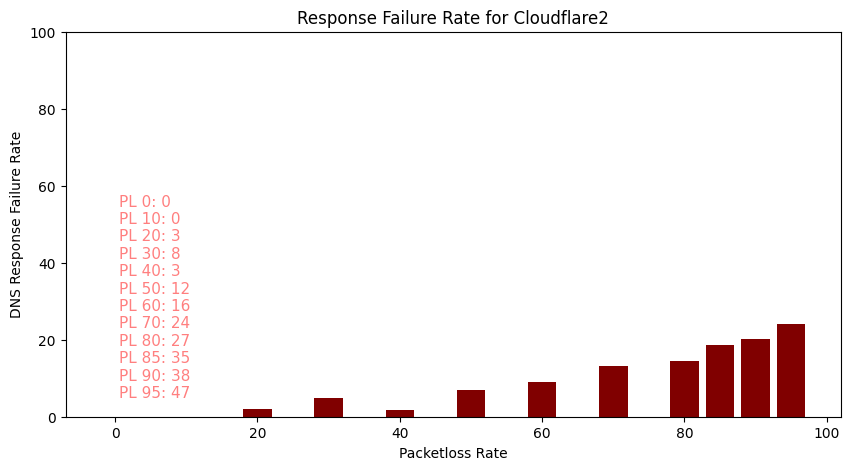 Response Failure Rate for Cloudflare2
DNS Response Failure Rate
100
80
60
40
20
0
PL 0: 0
PL 10: 0
PL 20: 3
PL 30: 8
PL 40: 3
PL 50: 12
PL 60: 16
PL 70: 24
PL 80: 27
PL 85: 35
PL 90: 38
PL 95: 47
0 20 40 60 80 100
Packetloss Rate